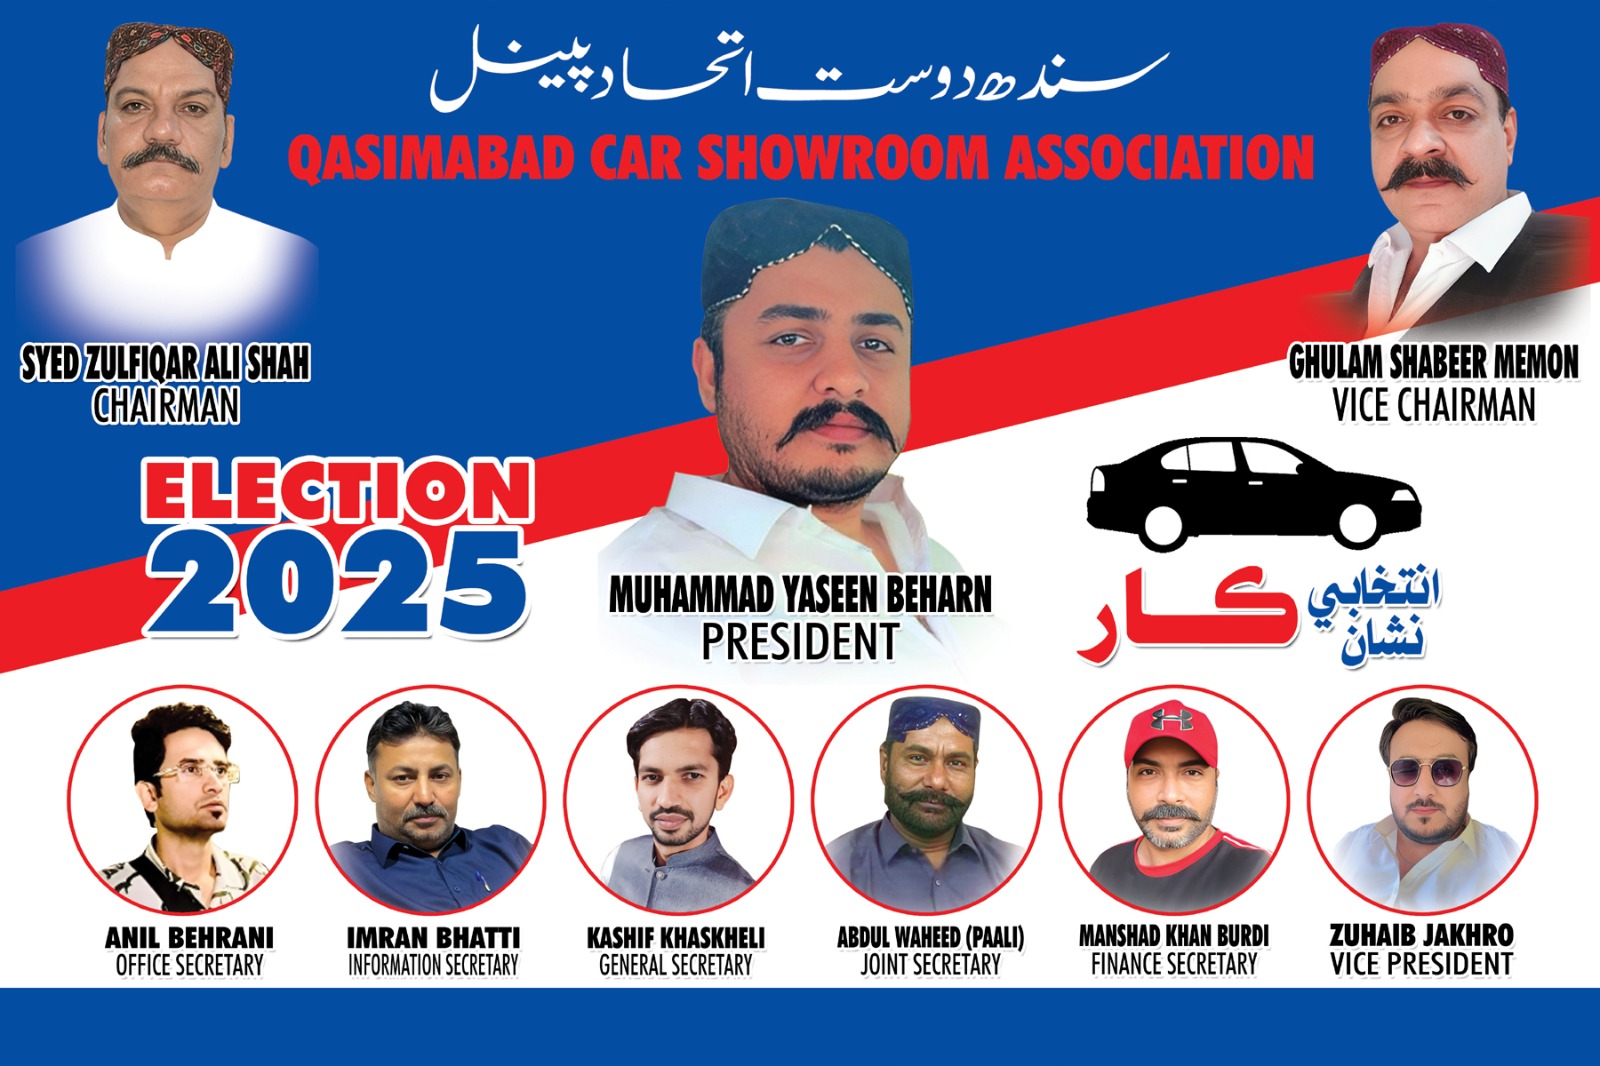 سندھ دوست اتحاد پینل
QASIMABAD CAR SHOWROOM ASSOCIATION
SYED ZULFIQAR ALI SHAH
CHAIRMAN
GHULAM SHABEER MEMON
VICE CHAIRMAN
ELECTION
2025
MUHAMMAD YASEEN BEHARN
PRESIDENT
انتخابي
نشان
ڪار
ANIL BEHRANI
OFFICE SECRETARY
IMRAN BHATTI
INFORMATION SECRETARY
KASHIF KHASKHELI
GENERAL SECRETARY
ABDUL WAHEED (PAALI)
JOINT SECRETARY
MANSHAD KHAN BURDI
FINANCE SECRETARY
ZUHAIB JAKHRO
VICE PRESIDENT